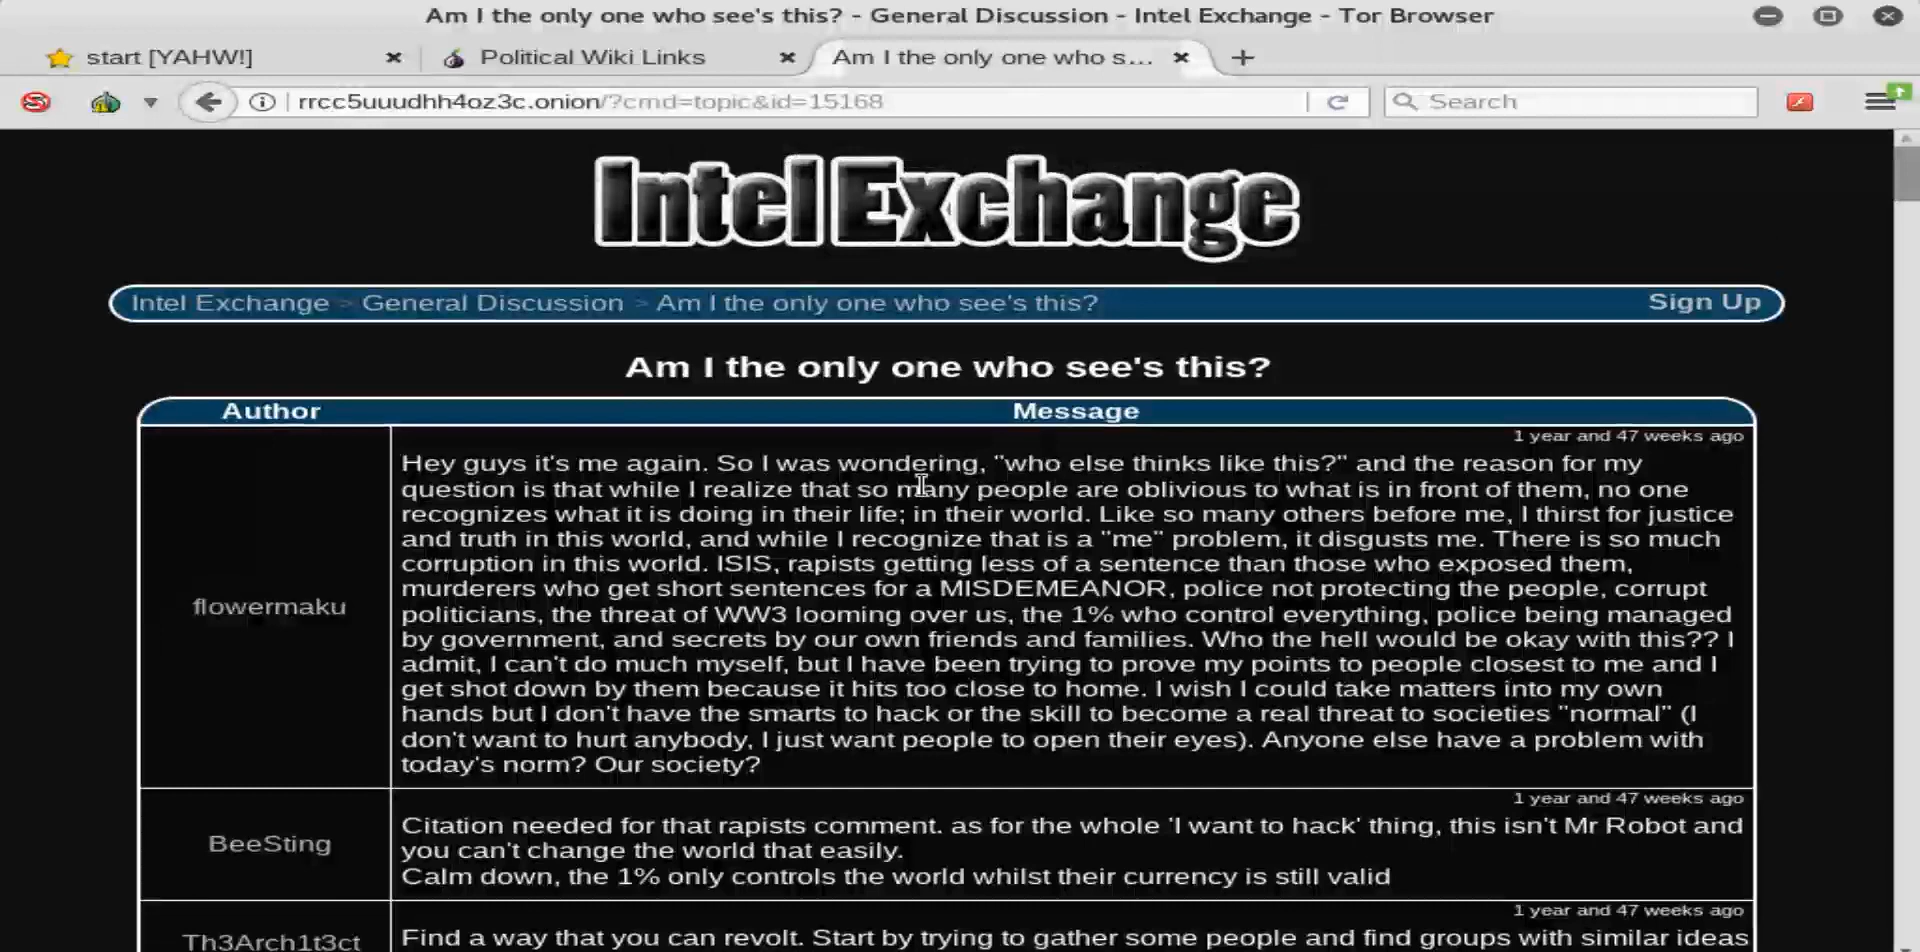 Am I the only one who see's this? - General Discussion - Intel Exchange - Tor Browser
start [YAHW!]
Political Wiki Links
Am I the only one who s...
rrcc5uuudhh4oz3c.onion/?cmd=topic&id=15168
Search
Intel Exchange
Intel Exchange > General Discussion > Am I the only one who see's this?
Sign Up
Am I the only one who see's this?
Author
Message
1 year and 47 weeks ago
flowermaku
Hey guys it's me again. So I was wondering, "who else thinks like this?" and the reason for my
question is that while I realize that so many people are oblivious to what is in front of them, no one
recognizes what it is doing in their life; in their world. Like so many others before me, I thirst for justice
and truth in this world, and while I recognize that is a "me" problem, it disgusts me. There is so much
corruption in this world. ISIS, rapists getting less of a sentence than those who exposed them,
murderers who get short sentences for a MISDEMEANOR, police not protecting the people, corrupt
politicians, the threat of WW3 looming over us, the 1% who control everything, police being managed
by government, and secrets by our own friends and families. Who the hell would be okay with this?? I
admit, I can't do much myself, but I have been trying to prove my points to people closest to me and I
get shot down by them because it hits too close to home. I wish I could take matters into my own
hands but I don't have the smarts to hack or the skill to become a real threat to societies "normal" (I
don't want to hurt anybody, I just want people to open their eyes). Anyone else have a problem with
today's norm? Our society?
1 year and 47 weeks ago
BeeSting
Citation needed for that rapists comment. as for the whole 'I want to hack' thing, this isn't Mr Robot and
you can't change the world that easily.
Calm down, the 1% only controls the world whilst their currency is still valid
1 year and 47 weeks ago
Th3Arch1t3ct
Find a way that you can revolt. Start by trying to gather some people and find groups with similar ideas